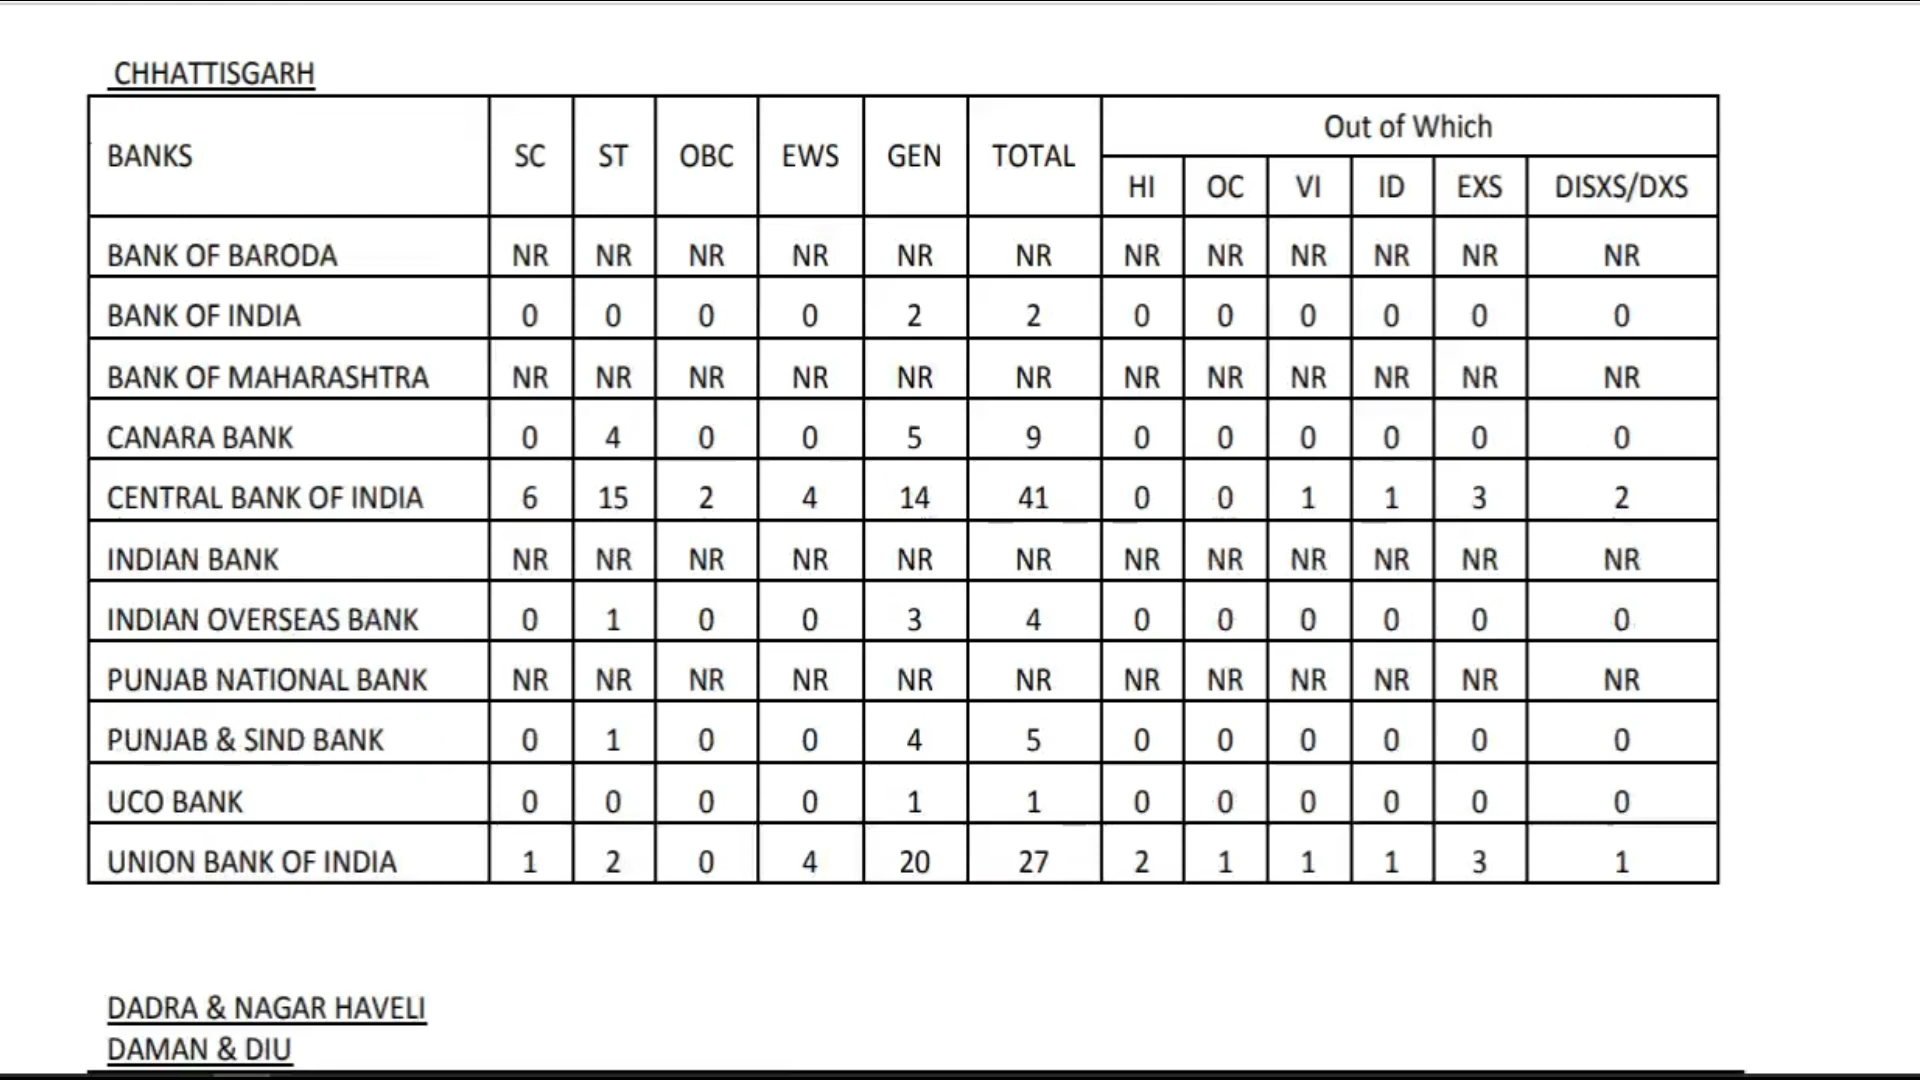 CHHATTISGARH
BANKS SC ST OBC EWS GEN TOTAL Out of Which
HI OC VI ID EXS DISXS/DXS
BANK OF BARODA NR NR NR NR NR NR NR NR NR NR NR NR
BANK OF INDIA 0 0 0 0 2 2 0 0 0 0 0 0
BANK OF MAHARASHTRA NR NR NR NR NR NR NR NR NR NR NR NR
CANARA BANK 0 4 0 0 5 9 0 0 0 0 0 0
CENTRAL BANK OF INDIA 6 15 2 4 14 41 0 0 1 1 3 2
INDIAN BANK NR NR NR NR NR NR NR NR NR NR NR NR
INDIAN OVERSEAS BANK 0 1 0 0 3 4 0 0 0 0 0 0
PUNJAB NATIONAL BANK NR NR NR NR NR NR NR NR NR NR NR NR
PUNJAB & SIND BANK 0 1 0 0 4 5 0 0 0 0 0 0
UCO BANK 0 0 0 0 1 1 0 0 0 0 0 0
UNION BANK OF INDIA 1 2 0 4 20 27 2 1 1 1 3 1
DADRA & NAGAR HAVELI
DAMAN & DIU